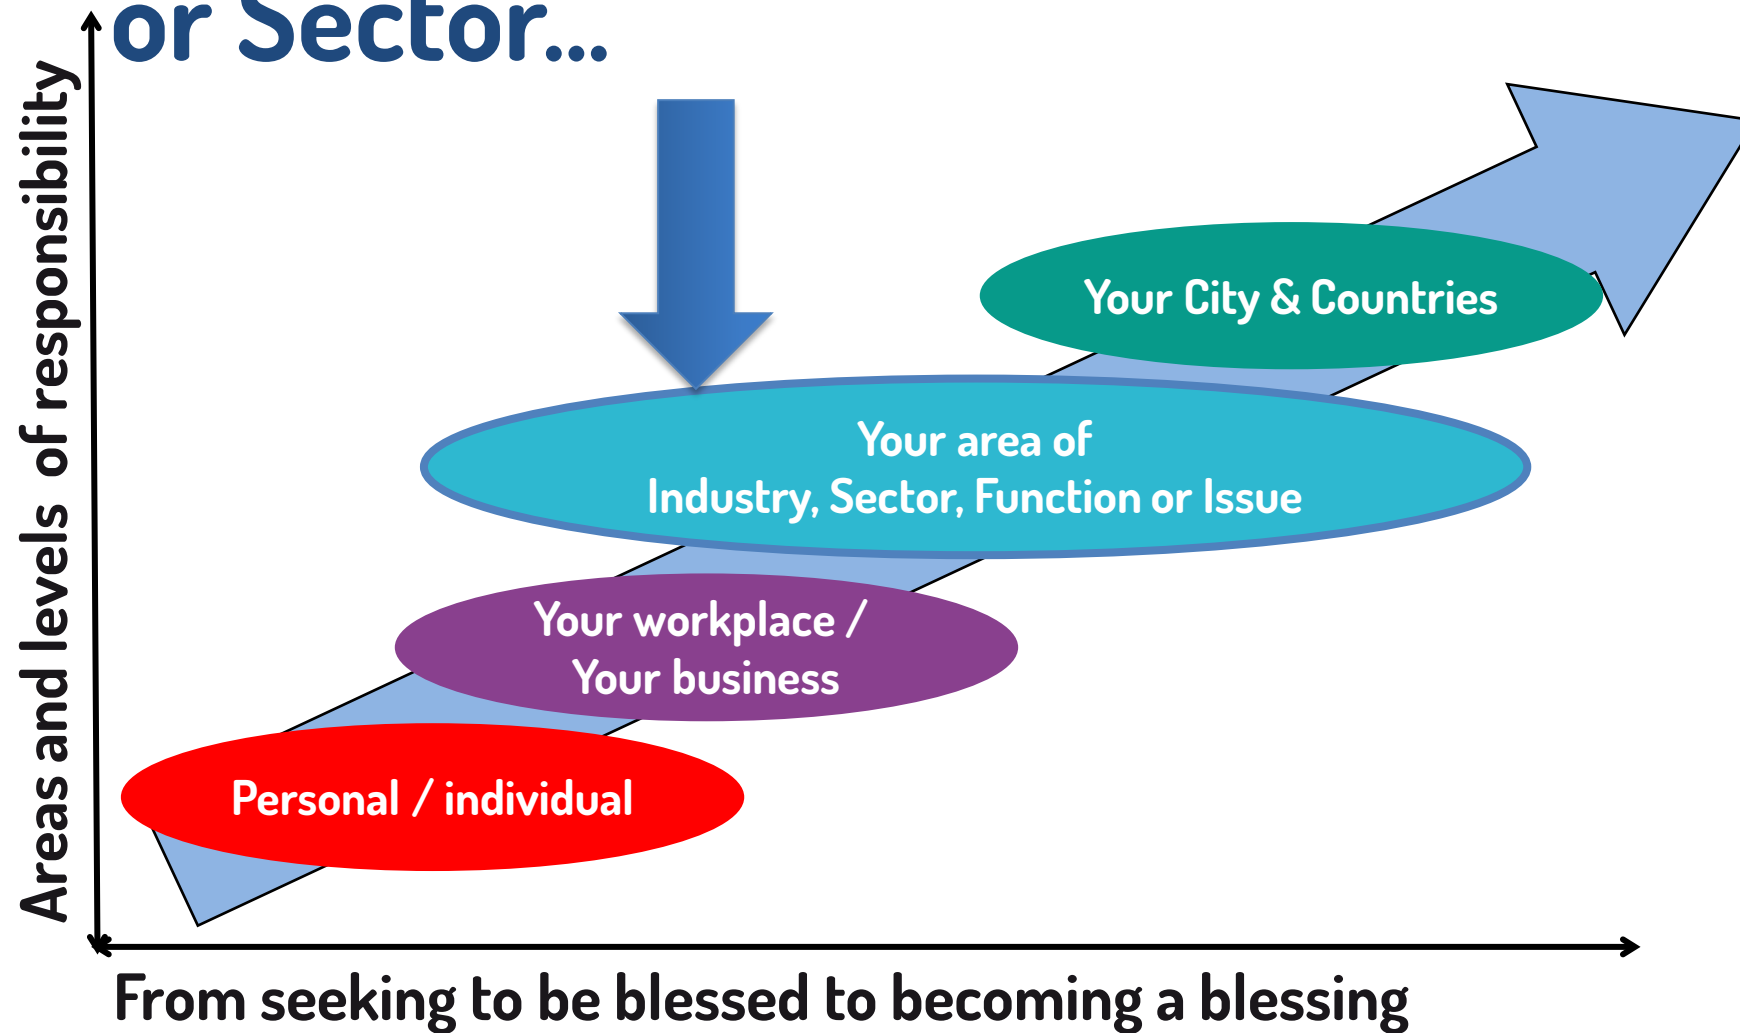 or Sector...
Areas and levels of responsibility
Your City & Countries
Your area of
Industry, Sector, Function or Issue
Your workplace /
Your business
Personal / individual
From seeking to be blessed to becoming a blessing